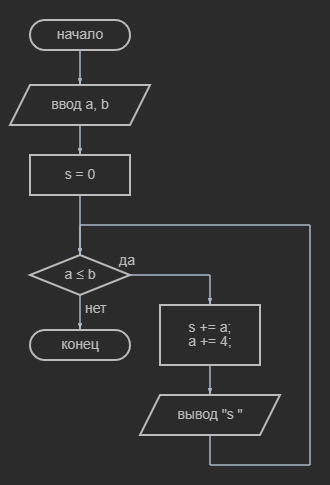 начало
ввод a, b
s = 0
a ≤ b
да
нет
конец
s += a;
a += 4;
вывод "s "